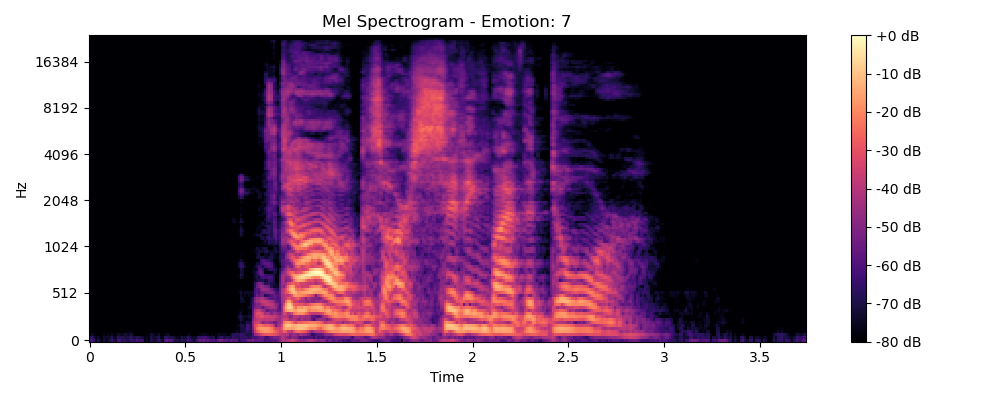 Mel Spectrogram - Emotion: 7
Hz
16384
8192
4096
2048
1024
512
0
0 0.5 1 1.5 2 2.5 3 3.5
Time
+0 dB
-10 dB
-20 dB
-30 dB
-40 dB
-50 dB
-60 dB
-70 dB
-80 dB